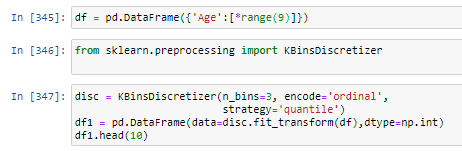 In [345]: df = pd.DataFrame({'Age':[*range(9)]})
In [346]: from sklearn.preprocessing import KBinsDiscretizer
In [347]: disc = KBinsDiscretizer(n_bins=3, encode='ordinal',
strategy='quantile')
df1 = pd.DataFrame(data=disc.fit_transform(df),dtype=np.int)
df1.head(10)